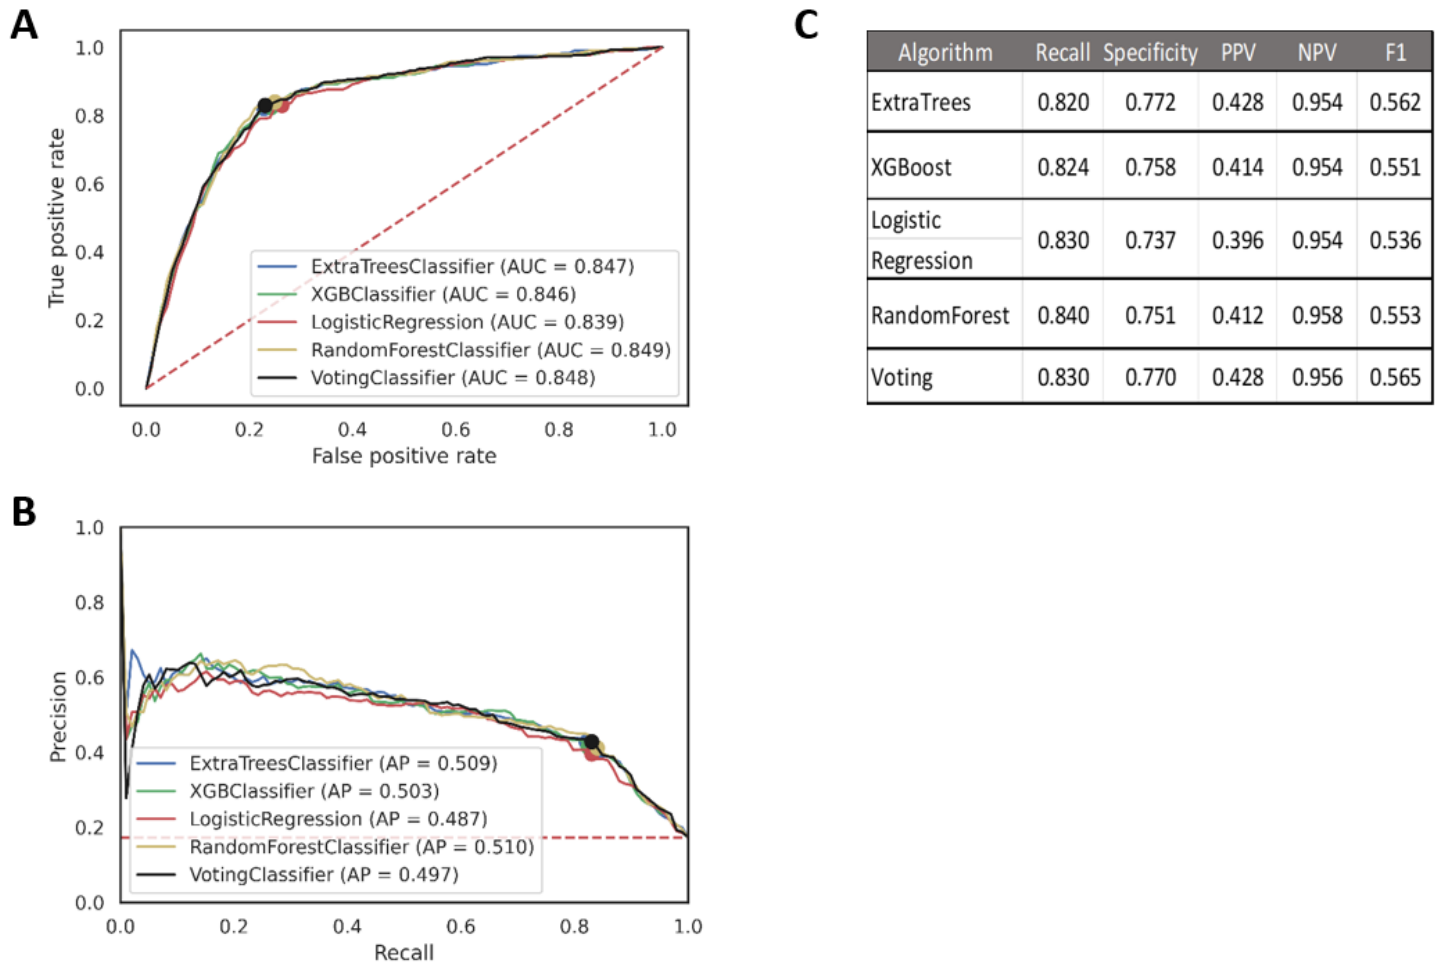 A
1.0
0.8
0.6
0.4
0.2
0.0
True positive rate
ExtraTreesClassifier (AUC = 0.847)
XGBClassifier (AUC = 0.846)
LogisticRegression (AUC = 0.839)
RandomForestClassifier (AUC = 0.849)
VotingClassifier (AUC = 0.848)
0.0 0.2 0.4 0.6 0.8 1.0
False positive rate
C
Algorithm Recall Specificity PPV NPV F1
ExtraTrees 0.820 0.772 0.428 0.954 0.562
XGBoost 0.824 0.758 0.414 0.954 0.551
Logistic
Regression 0.830 0.737 0.396 0.954 0.536
RandomForest 0.840 0.751 0.412 0.958 0.553
Voting 0.830 0.770 0.428 0.956 0.565
B
1.0
0.8
0.6
0.4
0.2
0.0
Precision
ExtraTreesClassifier (AP = 0.509)
XGBClassifier (AP = 0.503)
LogisticRegression (AP = 0.487)
RandomForestClassifier (AP = 0.510)
VotingClassifier (AP = 0.497)
0.0 0.2 0.4 0.6 0.8 1.0
Recall